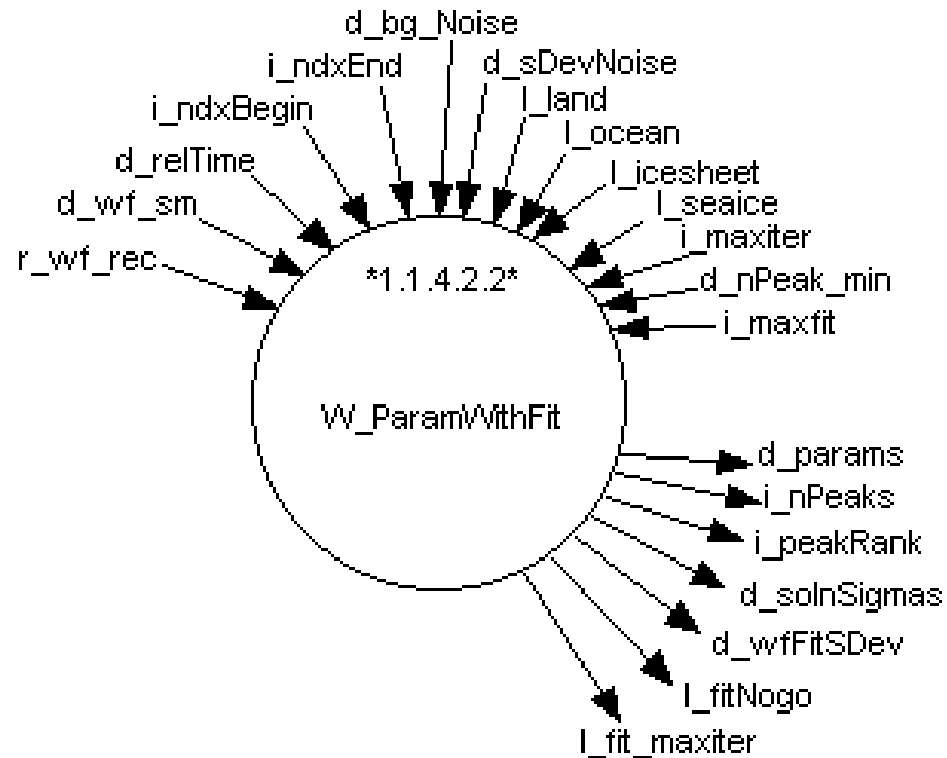 d_bg_Noise
i_ndxEnd
d_sDevNoise
i_ndxBegin
l_land
l_ocean
d_relTime
l_icesheet
d_wf_sm
l_seaice
i_maxiter
r_wf_rec
*1.1.4.2.2*
d_nPeak_min
i_maxfit
W_ParamWithFit
d_params
i_nPeaks
i_peakRank
d_solnSigmas
d_wfFitSDev
l_fitNogo
l_fit_maxiter